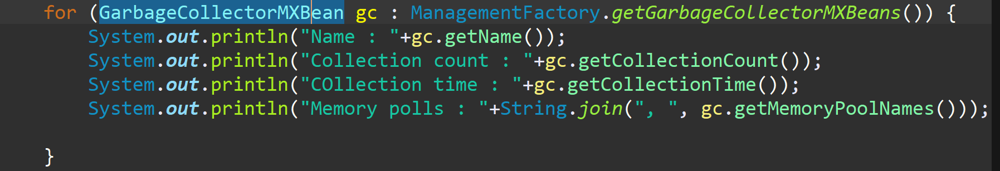 for (GarbageCollectorMXBean gc : ManagementFactory.getGarbageCollectorMXBeans()) {
System.out.println("Name : "+gc.getName());
System.out.println("Collection count : "+gc.getCollectionCount());
System.out.println("COllection time : "+gc.getCollectionTime());
System.out.println("Memory polls : "+String.join(", ", gc.getMemoryPoolNames()));
}